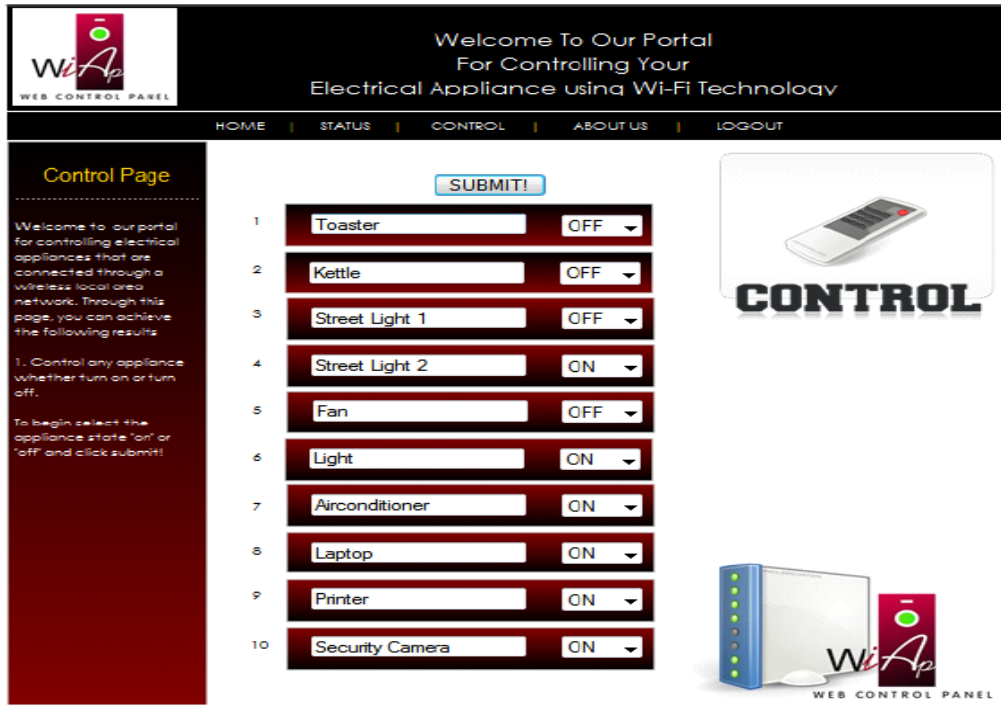 WiAp
WEB CONTROL PANEL
Welcome To Our Portal
For Controlling Your
Electrical Appliance using Wi-Fi Technology
HOME | STATUS | CONTROL | ABOUT US | LOGOUT
Control Page
Welcome to our portal
for controlling electrical
appliances that are
connected through a
wireless local area
network. Through this
page, you can achieve
the following results
1. Control any appliance
whether turn on or turn
off.
To begin select the
appliance state "on" or
"off" and click submit!
SUBMIT!
1 Toaster OFF
2 Kettle OFF
3 Street Light 1 OFF
4 Street Light 2 ON
5 Fan OFF
6 Light ON
7 Airconditioner ON
8 Laptop ON
9 Printer ON
10 Security Camera ON
CONTROL
WiAp
WEB CONTROL PANEL